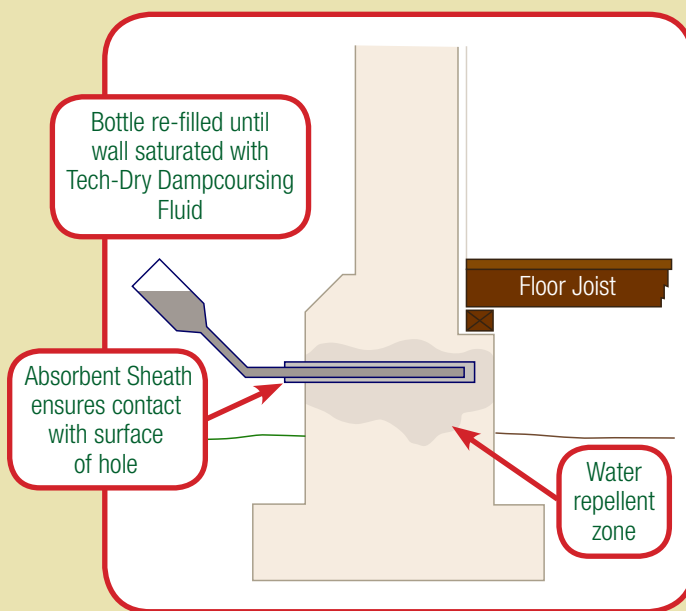 Bottle re-filled until
wall saturated with
Tech-Dry Dampcoursing
Fluid
Floor Joist
Absorbent Sheath
ensures contact
with surface
of hole
Water
repellent
zone